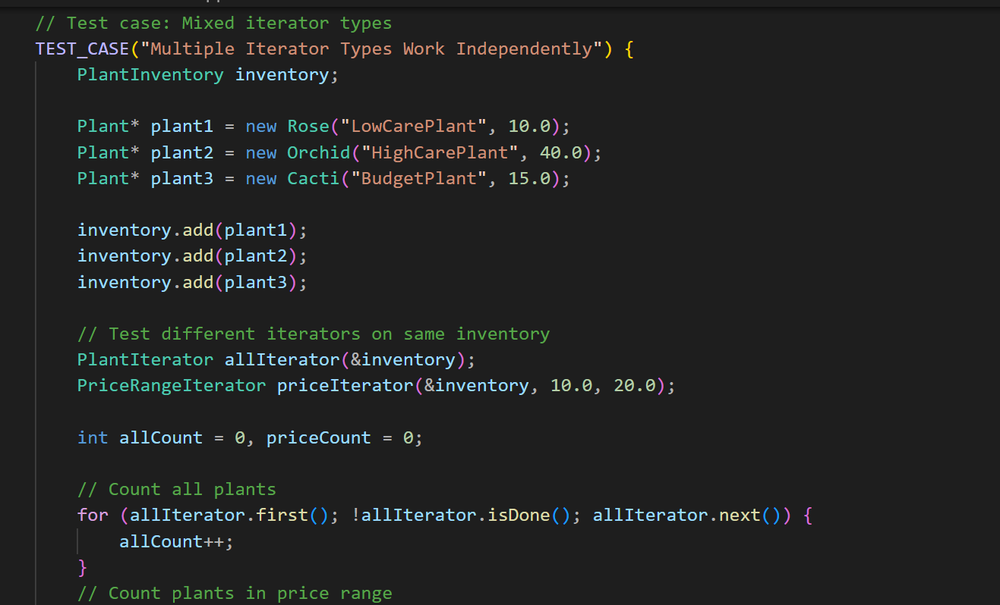 // Test case: Mixed iterator types
TEST_CASE("Multiple Iterator Types Work Independently") {
    PlantInventory inventory;

    Plant* plant1 = new Rose("LowCarePlant", 10.0);
    Plant* plant2 = new Orchid("HighCarePlant", 40.0);
    Plant* plant3 = new Cacti("BudgetPlant", 15.0);

    inventory.add(plant1);
    inventory.add(plant2);
    inventory.add(plant3);

    // Test different iterators on same inventory
    PlantIterator allIterator(&inventory);
    PriceRangeIterator priceIterator(&inventory, 10.0, 20.0);

    int allCount = 0, priceCount = 0;

    // Count all plants
    for (allIterator.first(); !allIterator.isDone(); allIterator.next()) {
        allCount++;
    }
    // Count plants in price range